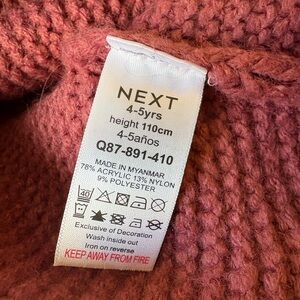 NEXT
4-5yrs
height 110cm
4-5años
Q87-891-410
MADE IN MYANMAR
78% ACRYLIC 13% NYLON
9% POLYESTER
40
Exclusive of Decoration
Wash inside out
Iron on reverse
KEEP AWAY FROM FIRE